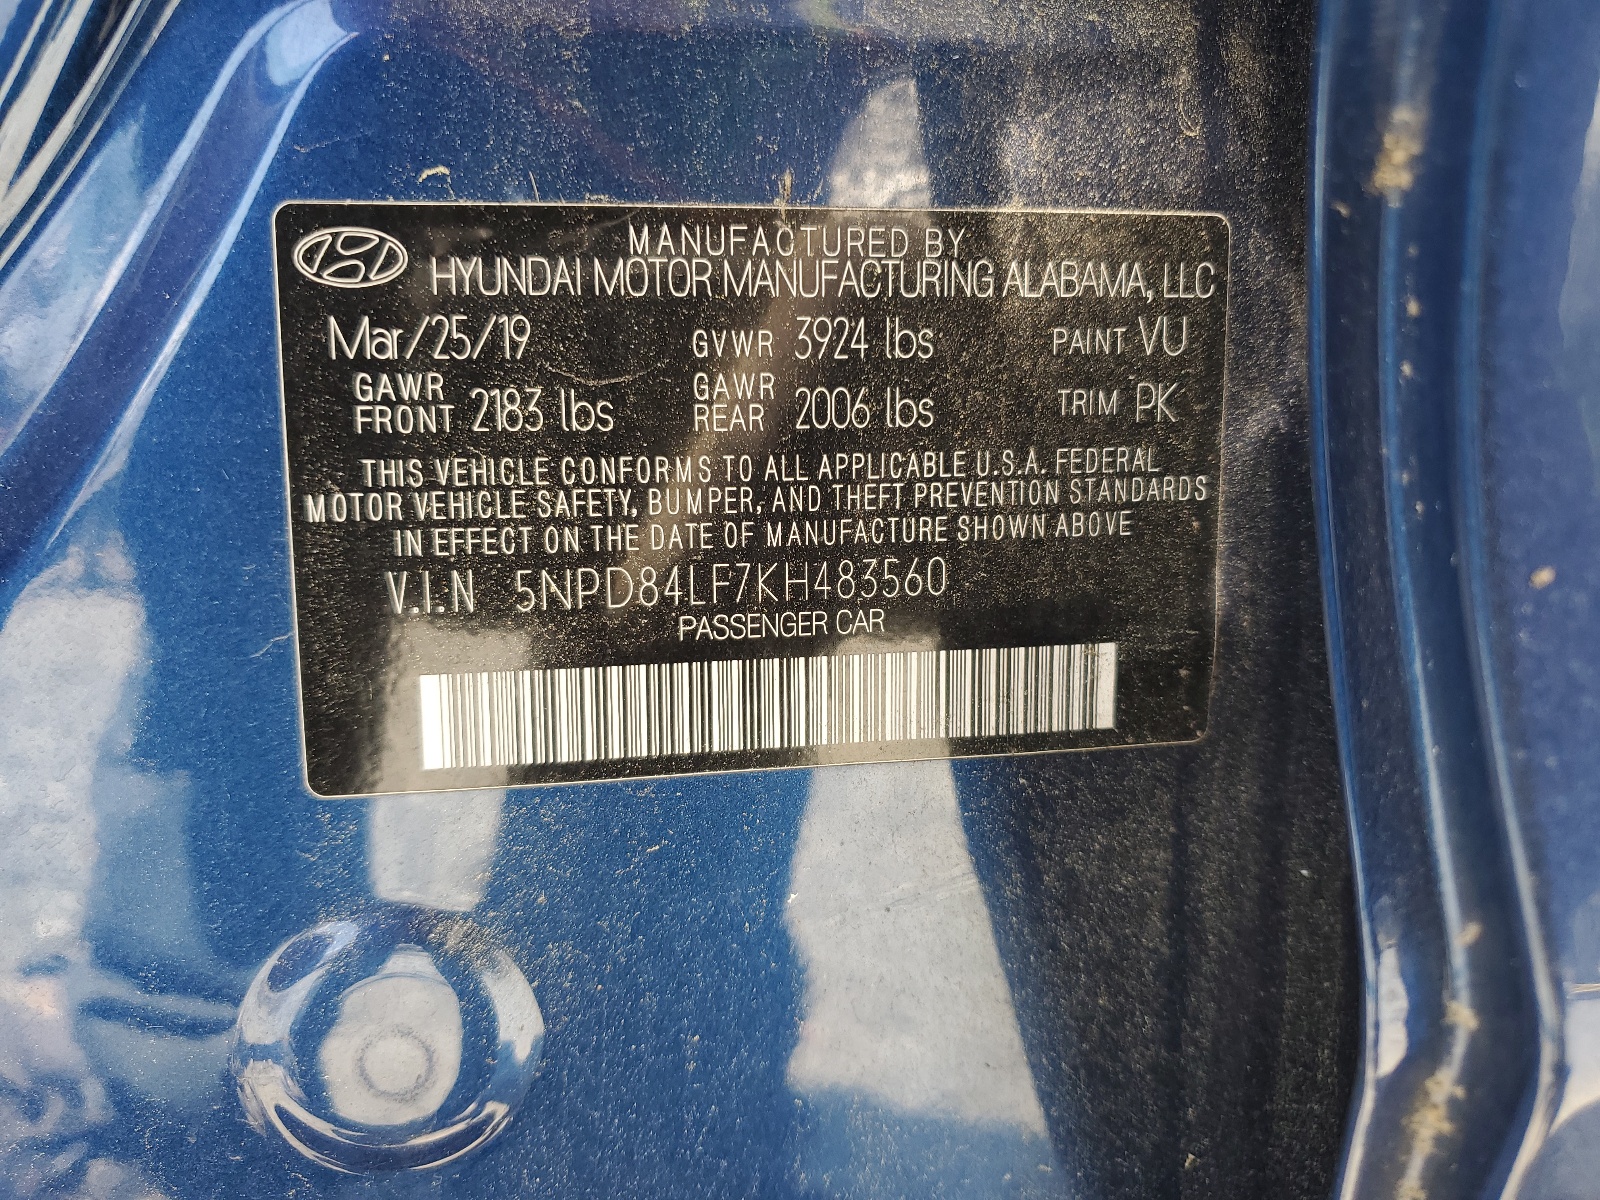 MANUFACTURED BY
HYUNDAI MOTOR MANUFACTURING ALABAMA, LLC
Mar/25/19 GVWR 3924 lbs PAINT VU
GAWR FRONT 2183 lbs GAWR REAR 2006 lbs TRIM PK
THIS VEHICLE CONFORMS TO ALL APPLICABLE U.S.A. FEDERAL
MOTOR VEHICLE SAFETY, BUMPER, AND THEFT PREVENTION STANDARDS
IN EFFECT ON THE DATE OF MANUFACTURE SHOWN ABOVE
V.I.N 5NPD84LF7KH483560
PASSENGER CAR